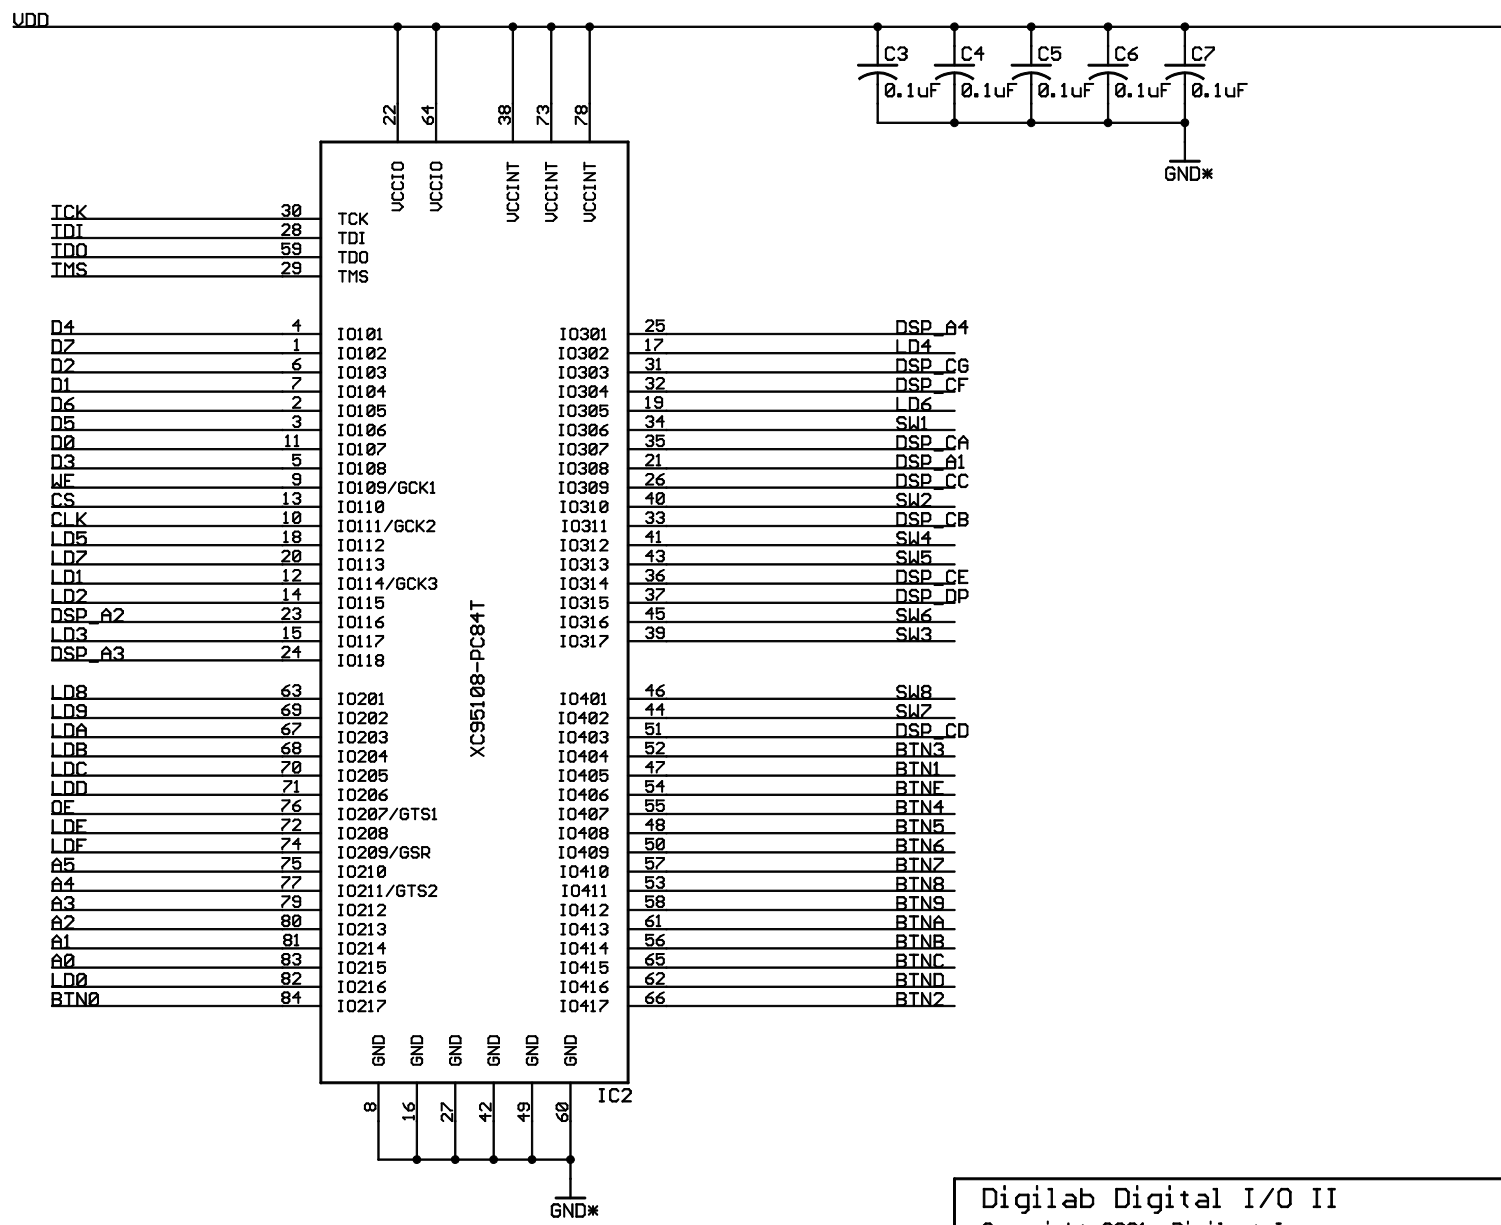 VDD
C3 C4 C5 C6 C7
0.1uF 0.1uF 0.1uF 0.1uF 0.1uF
GND*
22 64 38 73 78
VCCIO VCCIO VCCINT VCCINT VCCINT
TCK 30 TCK
TDI 28 TDI
TDO 59 TDO
TMS 29 TMS
D4 4 IO101 IO301 25 DSP_A4
D7 1 IO102 IO302 17 LD4
D2 6 IO103 IO303 31 DSP_CG
D1 7 IO104 IO304 32 DSP_CF
D6 2 IO105 IO305 19 LD6
D5 3 IO106 IO306 34 SW1
D0 11 IO107 IO307 35 DSP_CA
D3 5 IO108 IO308 21 DSP_A1
WE 9 IO109/GCK1 IO309 26 DSP_CC
CS 13 IO110 IO310 40 SW2
CLK 10 IO111/GCK2 IO311 33 DSP_CB
LD5 18 IO112 IO312 41 SW4
LD7 20 IO113 IO313 43 SW5
LD1 12 IO114/GCK3 IO314 36 DSP_CE
LD2 14 IO115 IO315 37 DSP_DP
DSP_A2 23 IO116 IO316 45 SW6
LD3 15 IO117 IO317 39 SW3
DSP_A3 24 IO118
XC95108-PC84T
LD8 63 IO201 IO401 46 SW8
LD9 69 IO202 IO402 44 SW7
LDA 67 IO203 IO403 51 DSP_CD
LDB 68 IO204 IO404 52 BTN3
LDC 70 IO205 IO405 47 BTN1
LDD 71 IO206 IO406 54 BTNE
OE 76 IO207/GTS1 IO407 55 BTN4
LDE 72 IO208 IO408 48 BTN5
LDF 74 IO209/GSR IO409 50 BTN6
A5 75 IO210 IO410 57 BTN7
A4 77 IO211/GTS2 IO411 53 BTN8
A3 79 IO212 IO412 58 BTN9
A2 80 IO213 IO413 61 BTNA
A1 81 IO214 IO414 56 BTNB
A0 83 IO215 IO415 65 BTNC
LD0 82 IO216 IO416 62 BTND
BTN0 84 IO217 IO417 66 BTN2
GND GND GND GND GND GND
IC2
8 16 27 42 49 60
GND*
Digilab Digital I/O II